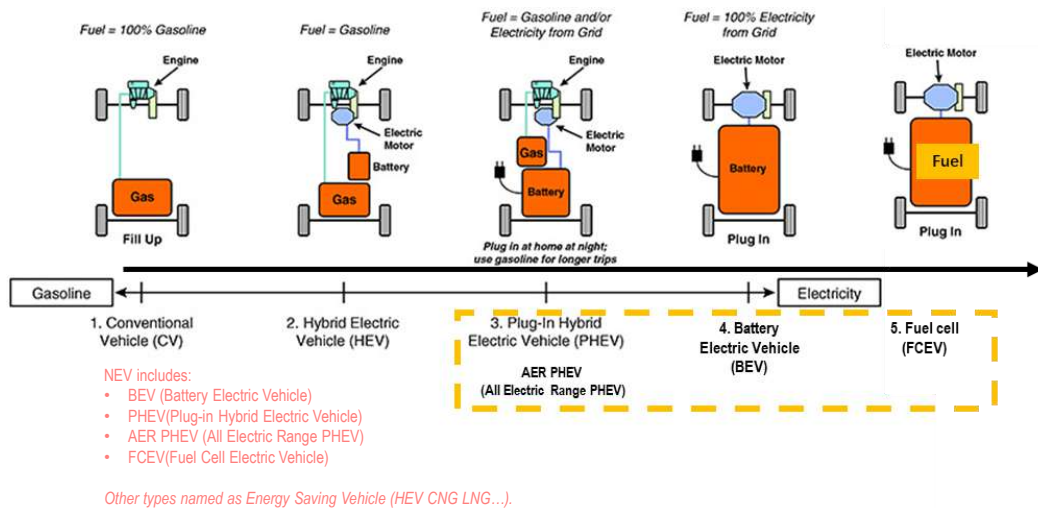 Fuel = 100% Gasoline
Engine
Gas
Fill Up
Fuel = Gasoline
Engine
Electric
Motor
Battery
Gas
Fuel = Gasoline and/or
Electricity from Grid
Engine
Electric
Motor
Gas
Battery
Plug in at home at night;
use gasoline for longer trips
Fuel = 100% Electricity
from Grid
Electric Motor
Battery
Plug In
Electric Motor
Fuel
Plug In
Gasoline
Electricity
1. Conventional
Vehicle (CV)
2. Hybrid Electric
Vehicle (HEV)
3. Plug-In Hybrid
Electric Vehicle (PHEV)
AER PHEV
(All Electric Range PHEV)
4. Battery
Electric Vehicle
(BEV)
5. Fuel cell
(FCEV)
NEV includes:
• BEV (Battery Electric Vehicle)
• PHEV(Plug-in Hybrid Electric Vehicle)
• AER PHEV (All Electric Range PHEV)
• FCEV(Fuel Cell Electric Vehicle)
Other types named as Energy Saving Vehicle (HEV CNG LNG…).